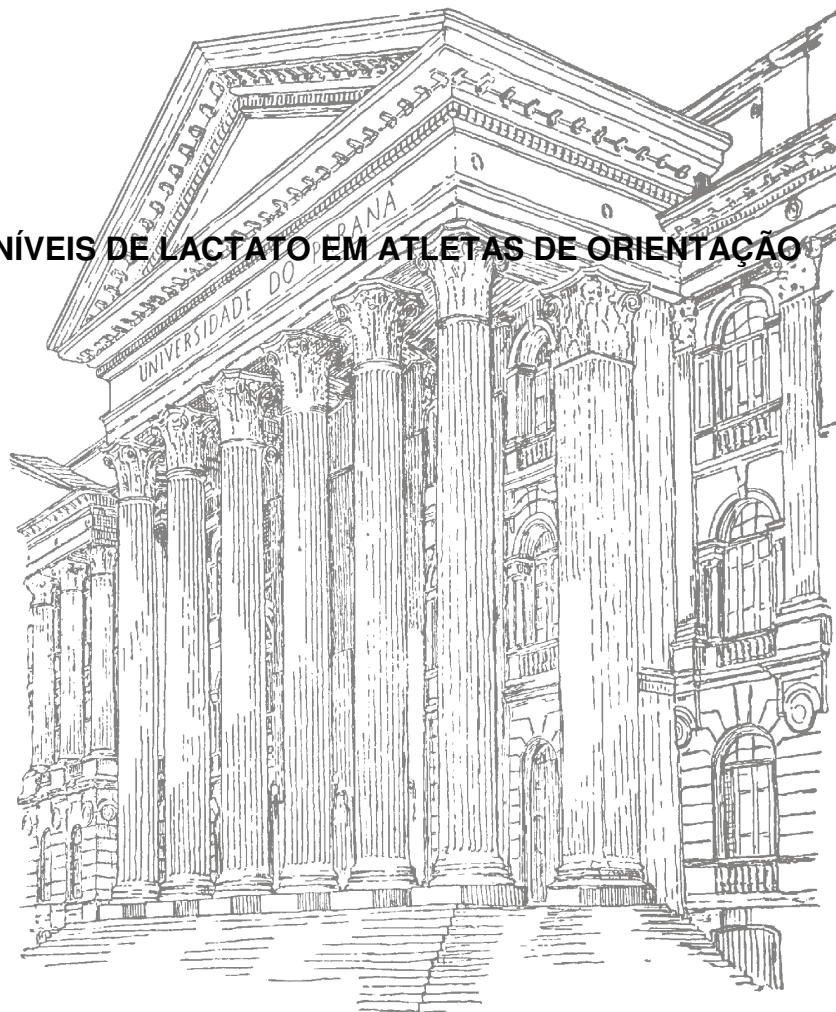 NÍVEIS DE LACTATO EM ATLETAS DE ORIENTAÇÃO
UNIVERSIDADE DO PARANÁ